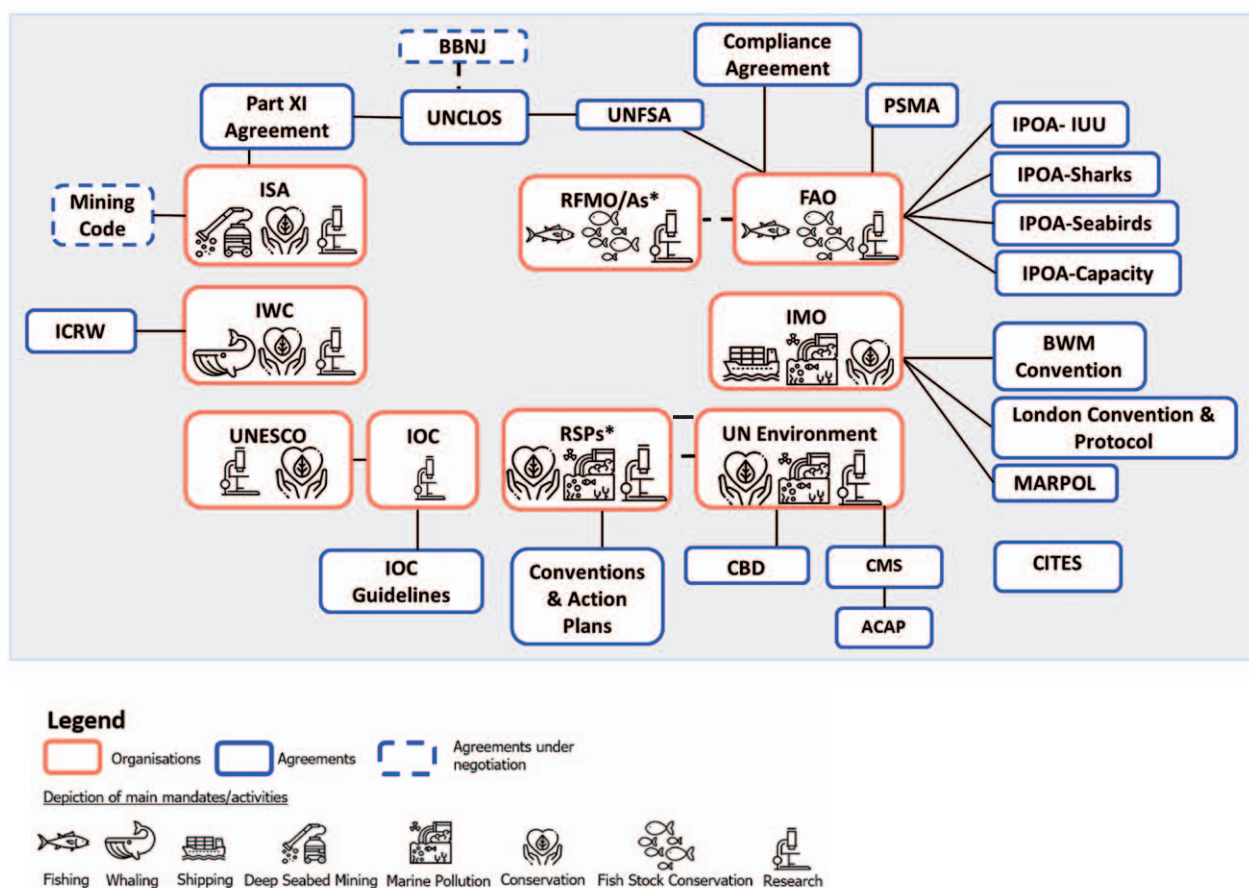 BBNJ
Compliance
Agreement
Part XI
Agreement
UNCLOS
UNFSA
PSMA
IPOA- IUU
IPOA-Sharks
IPOA-Seabirds
IPOA-Capacity
ISA
Mining
Code
RFMO/As*
FAO
ICRW
IWC
IMO
BWM
Convention
London Convention &
Protocol
MARPOL
UNESCO
IOC
RSPs*
UN Environment
IOC
Guidelines
Conventions
& Action
Plans
CBD
CMS
ACAP
CITES
Legend
Organisations
Agreements
Agreements under
negotiation
Depiction of main mandates/activities
Fishing Whaling Shipping Deep Seabed Mining Marine Pollution Conservation Fish Stock Conservation Research